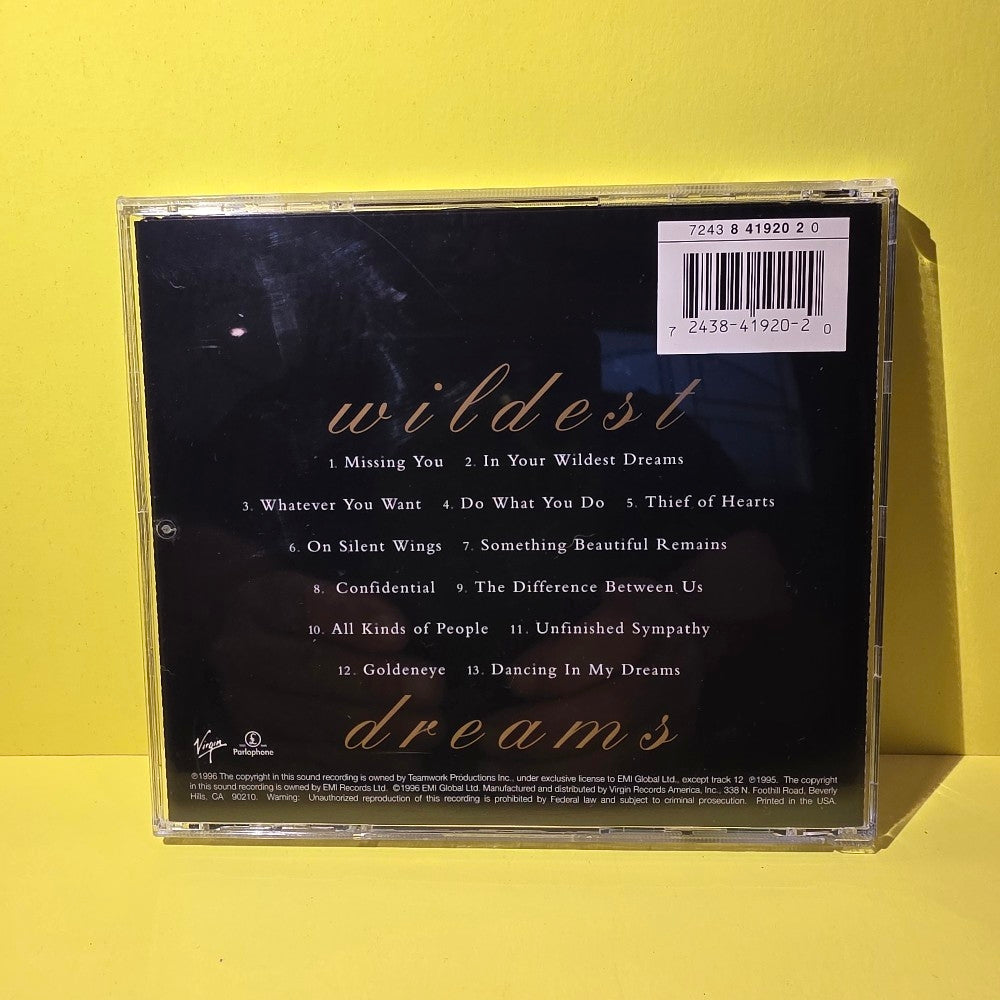 7243 8 41920 2 0
7 2438-41920-2 0
wildest
1. Missing You 2. In Your Wildest Dreams
3. Whatever You Want 4. Do What You Do 5. Thief of Hearts
6. On Silent Wings 7. Something Beautiful Remains
8. Confidential 9. The Difference Between Us
10. All Kinds of People 11. Unfinished Sympathy
12. Goldeneye 13. Dancing In My Dreams
dreams
Virgin Parlophone
℗1996 The copyright in this sound recording is owned by Teamwork Productions Inc., under exclusive license to EMI Global Ltd., except track 12 ℗1995. The copyright
in this sound recording is owned by EMI Records Ltd. ©1996 EMI Global Ltd. Manufactured and distributed by Virgin Records America, Inc., 338 N. Foothill Road, Beverly
Hills, CA 90210. Warning: Unauthorized reproduction of this recording is prohibited by Federal law and subject to criminal prosecution. Printed in the USA.